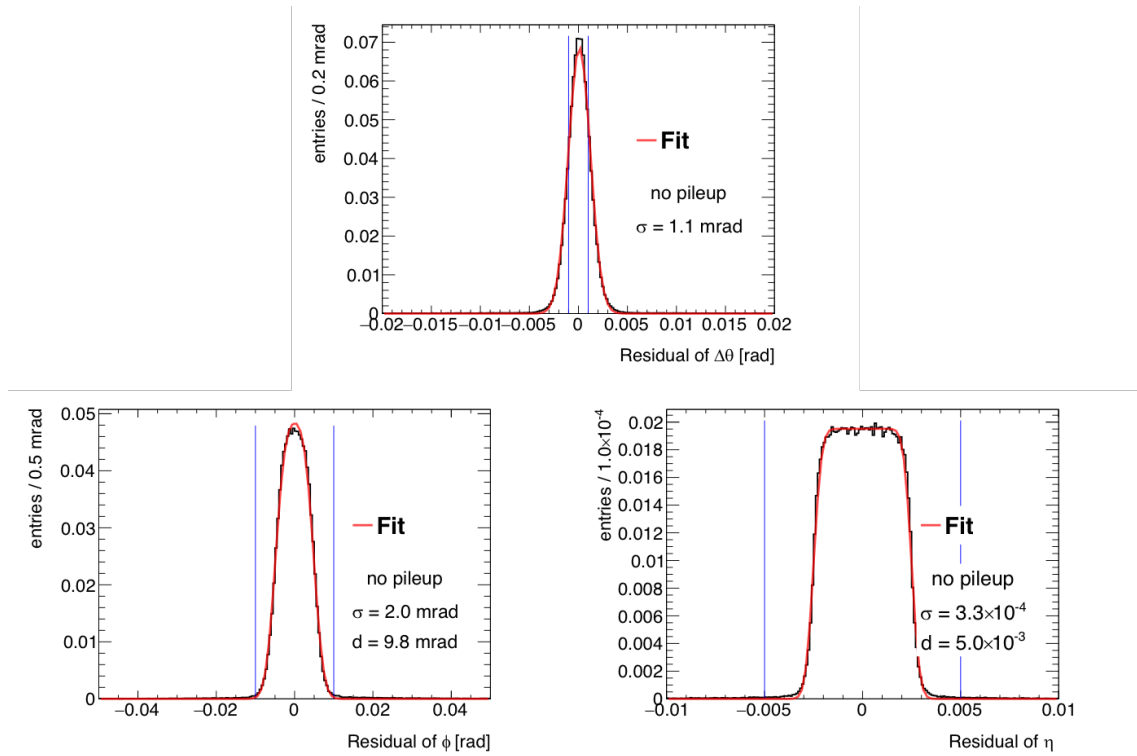 entries / 0.2 mrad
0.07
0.06
0.05
0.04
0.03
0.02
0.01
0
Fit
no pileup
σ = 1.1 mrad
−0.02 −0.015 −0.01 −0.005 0 0.005 0.01 0.015 0.02
Residual of Δθ [rad]
entries / 0.5 mrad
0.05
0.04
0.03
0.02
0.01
0
Fit
no pileup
σ = 2.0 mrad
d = 9.8 mrad
−0.04 −0.02 0 0.02 0.04
Residual of ϕ [rad]
entries / 1.0×10⁻⁴
0.02
0.018
0.016
0.014
0.012
0.01
0.008
0.006
0.004
0.002
0
Fit
no pileup
σ = 3.3×10⁻⁴
d = 5.0×10⁻³
−0.01 −0.005 0 0.005 0.01
Residual of η